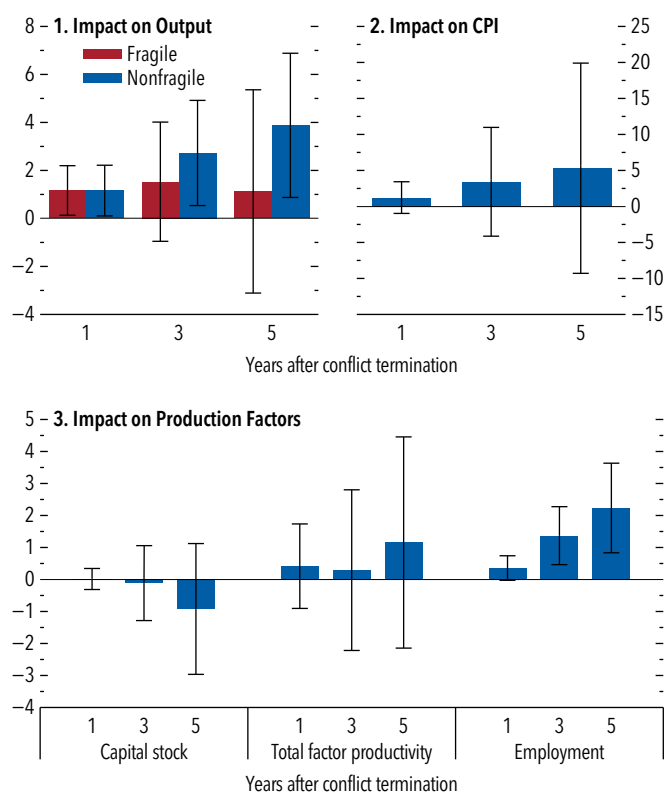 1. Impact on Output
Fragile
Nonfragile
8
6
4
2
0
−2
−4
1 3 5
2. Impact on CPI
25
20
15
10
5
0
−5
−10
−15
1 3 5
Years after conflict termination
3. Impact on Production Factors
5
4
3
2
1
0
−1
−2
−3
−4
1 3 5 1 3 5 1 3 5
Capital stock Total factor productivity Employment
Years after conflict termination